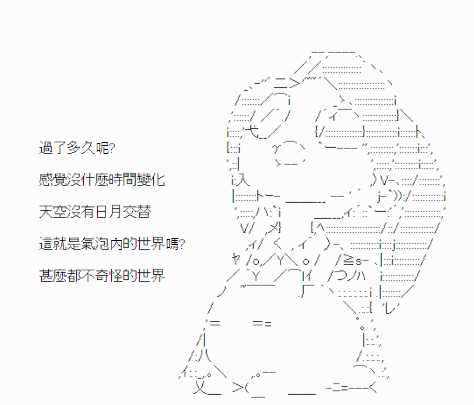 過了多久呢?
感覺沒什麼時間變化
天空沒有日月交替
這就是氣泡內的世界嗎?
甚麼都不奇怪的世界